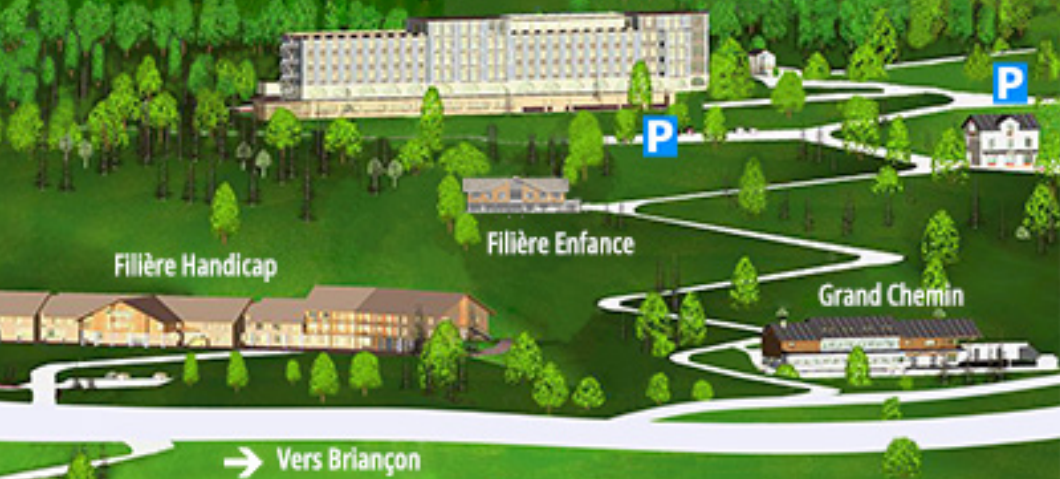 P
P
Filière Enfance
Filière Handicap
Grand Chemin
Vers Briançon